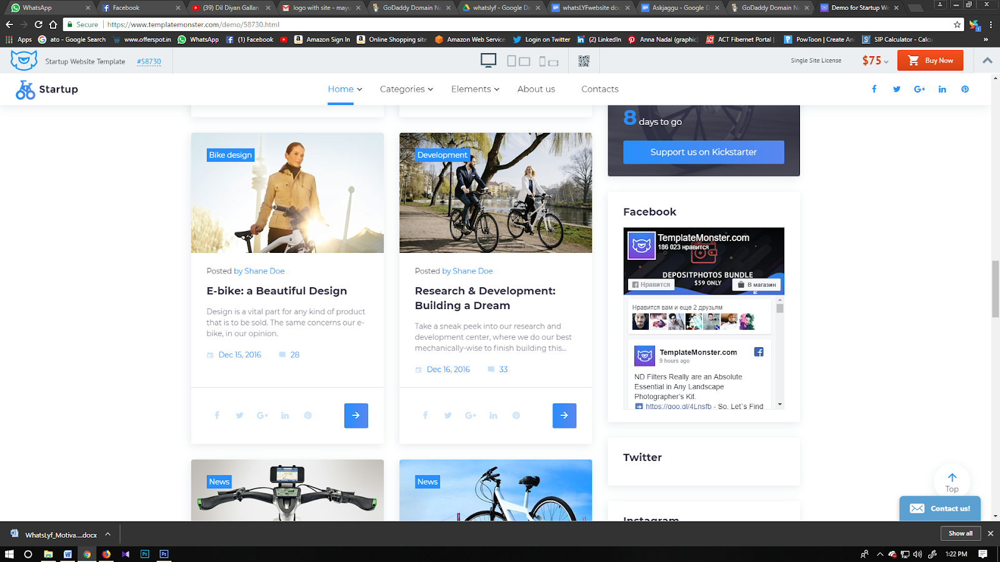 WhatsApp
Facebook
(39) Dil Diyan Gallan
logo with site - mayu
GoDaddy Domain Na
whatslyf - Google Dr
whatsLYFwebsite doc
Askjaggu - Google D
GoDaddy Domain Na
Demo for Startup We
Secure
https://www.templatemonster.com/demo/58730.html
Apps
ato - Google Search
www.offerspot.in
WhatsApp
(1) Facebook
Amazon Sign In
Online Shopping site
Amazon Web Service
Login on Twitter
(2) LinkedIn
Anna Nadal (graphic)
ACT Fibernet Portal |
PowToon | Create An
SIP Calculator - Calcu
»
Startup Website Template #58730
Single Site License
$75
Buy Now
Startup
Home
Categories
Elements
About us
Contacts
8 days to go
Support us on Kickstarter
Bike design
Posted by Shane Doe
E-bike: a Beautiful Design
Design is a vital part for any kind of product
that is to be sold. The same concerns our e-
bike, in our opinion.
Dec 15, 2016 28
Development
Posted by Shane Doe
Research & Development:
Building a Dream
Take a sneak peek into our research and
development center, where we do our best
mechanically-wise to finish building this...
Dec 16, 2016 33
Facebook
TemplateMonster.com
186 023 нравится
DEPOSITPHOTOS BUNDLE
$59 ONLY
Нравится
В магазин
Нравится вам и еще 2 друзьям
TemplateMonster.com
9 hours ago
ND Filters Really are an Absolute
Essential in Any Landscape
Photographer's Kit.
https://goo.gl/4Lnsfb - So, Let`s Find
Twitter
Instagram
News
News
Top
Contact us!
WhatsLyf_Motiva....docx
Show all
1:22 PM